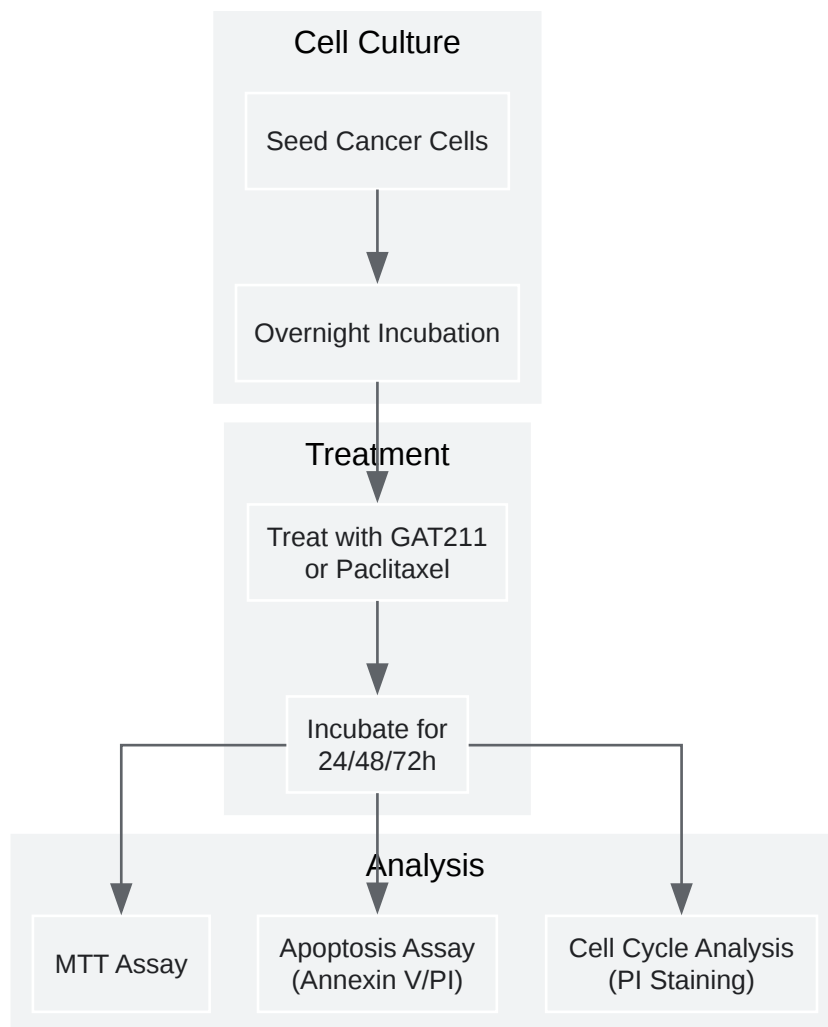 Cell Culture
Seed Cancer Cells
Overnight Incubation
Treatment
Treat with GAT211
or Paclitaxel
Incubate for
24/48/72h
Analysis
MTT Assay
Apoptosis Assay
(Annexin V/PI)
Cell Cycle Analysis
(PI Staining)